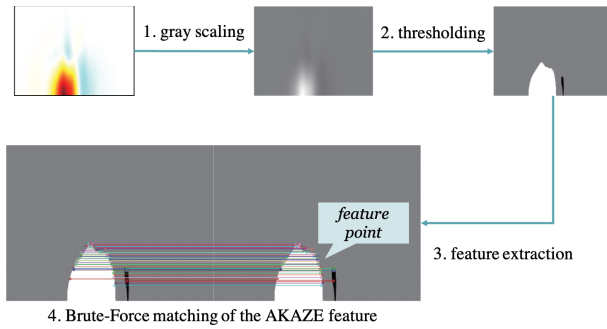 1. gray scaling
2. thresholding
feature
point
3. feature extraction
4. Brute-Force matching of the AKAZE feature